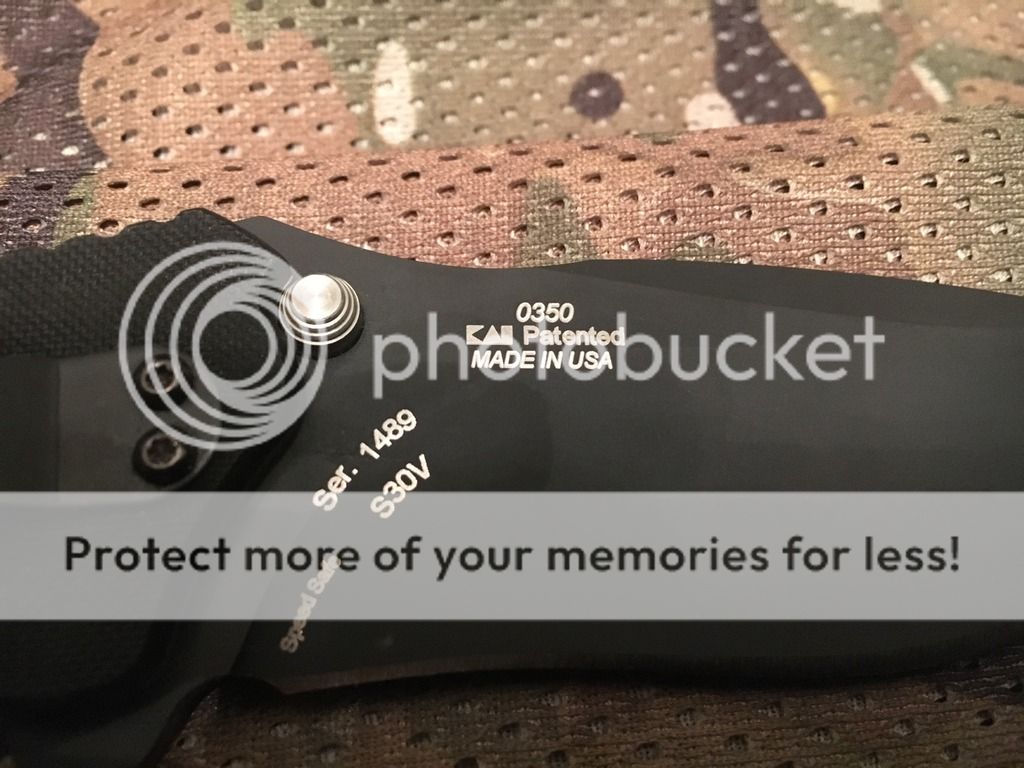 0350
KAI Patented
MADE IN USA
photobucket
Ser. 1489
S30V
Protect more of your memories for less!
Speed Safe